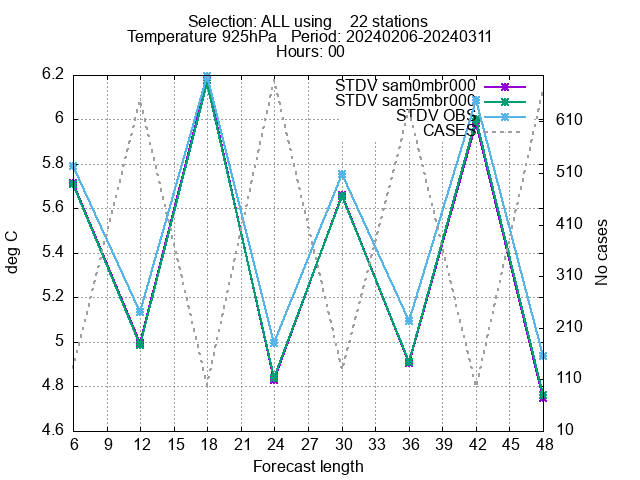 Selection: ALL using 22 stations
Temperature 925hPa Period: 20240206-20240311
Hours: 00
STDV sam0mbr000
STDV sam5mbr000
STDV OBS
CASES
6.2
6
5.8
5.6
5.4
5.2
5
4.8
4.6
deg C
610
510
410
310
210
110
10
No cases
6 9 12 15 18 21 24 27 30 33 36 39 42 45 48
Forecast length